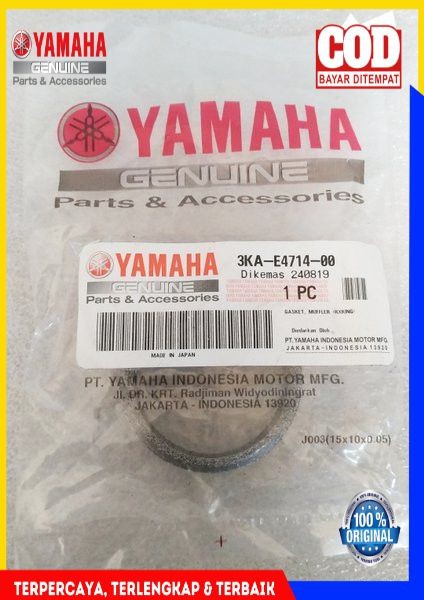 YAMAHA
GENUINE
Parts & Accessories
COD
BAYAR DITEMPAT
YAMAHA
GENUINE
Parts & Accessories
YAMAHA
GENUINE
Parts & Accessories
MADE IN JAPAN
3KA-E4714-00
Dikemas 240819
1 PC
GASKET, MUFFLER -RXKING-
Diedarkan Oleh :
PT.YAMAHA INDONESIA MOTOR MFG.
JAKARTA-INDONESIA 13920
PT. YAMAHA INDONESIA MOTOR MFG.
Jl. DR. KRT. Radjiman Widyodiningrat
JAKARTA - INDONESIA 13920
J003(15x10x0.05)
100%
ORIGINAL
TERPERCAYA, TERLENGKAP & TERBAIK